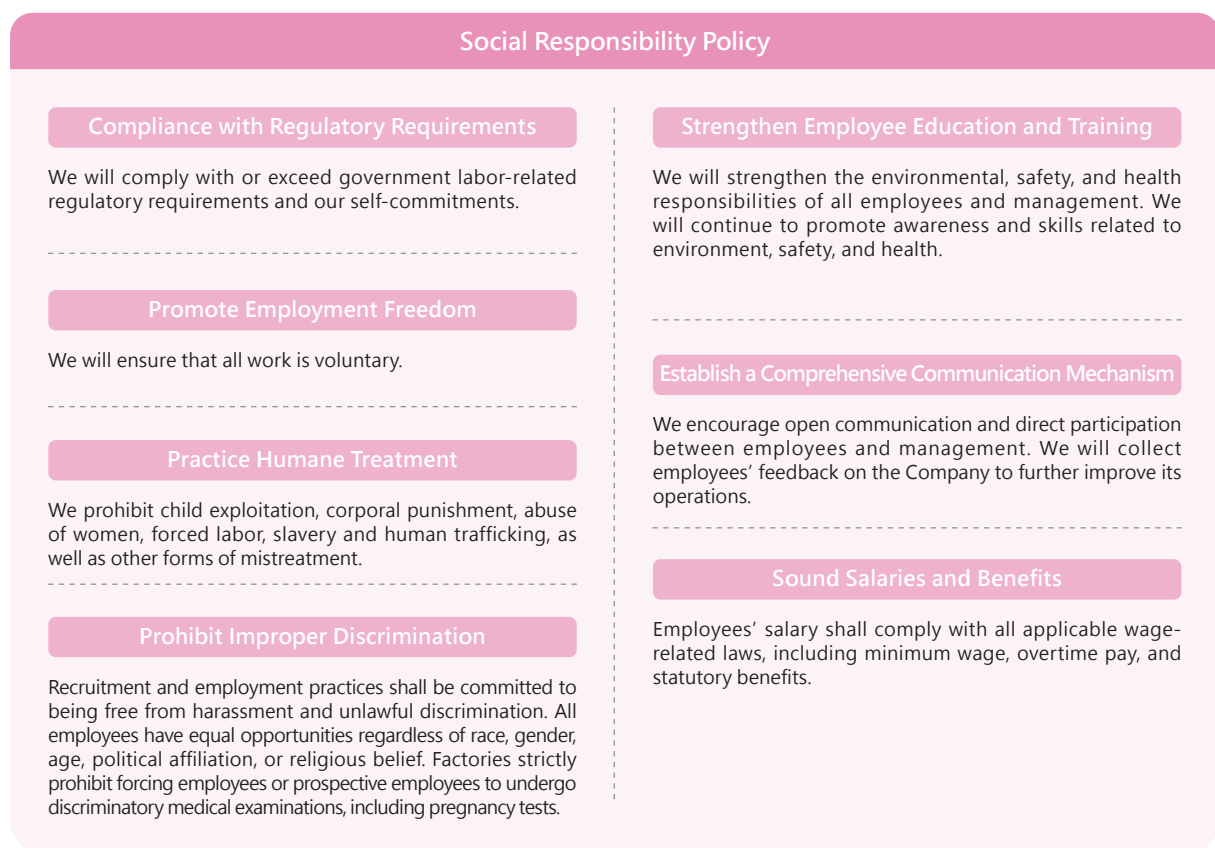 Social Responsibility Policy
Compliance with Regulatory Requirements
We will comply with or exceed government labor-related
regulatory requirements and our self-commitments.
Promote Employment Freedom
We will ensure that all work is voluntary.
Practice Humane Treatment
We prohibit child exploitation, corporal punishment, abuse
of women, forced labor, slavery and human trafficking, as
well as other forms of mistreatment.
Prohibit Improper Discrimination
Recruitment and employment practices shall be committed to
being free from harassment and unlawful discrimination. All
employees have equal opportunities regardless of race, gender,
age, political affiliation, or religious belief. Factories strictly
prohibit forcing employees or prospective employees to undergo
discriminatory medical examinations, including pregnancy tests.
Strengthen Employee Education and Training
We will strengthen the environmental, safety, and health
responsibilities of all employees and management. We
will continue to promote awareness and skills related to
environment, safety, and health.
Establish a Comprehensive Communication Mechanism
We encourage open communication and direct participation
between employees and management. We will collect
employees’ feedback on the Company to further improve its
operations.
Sound Salaries and Benefits
Employees’ salary shall comply with all applicable wage-
related laws, including minimum wage, overtime pay, and
statutory benefits.